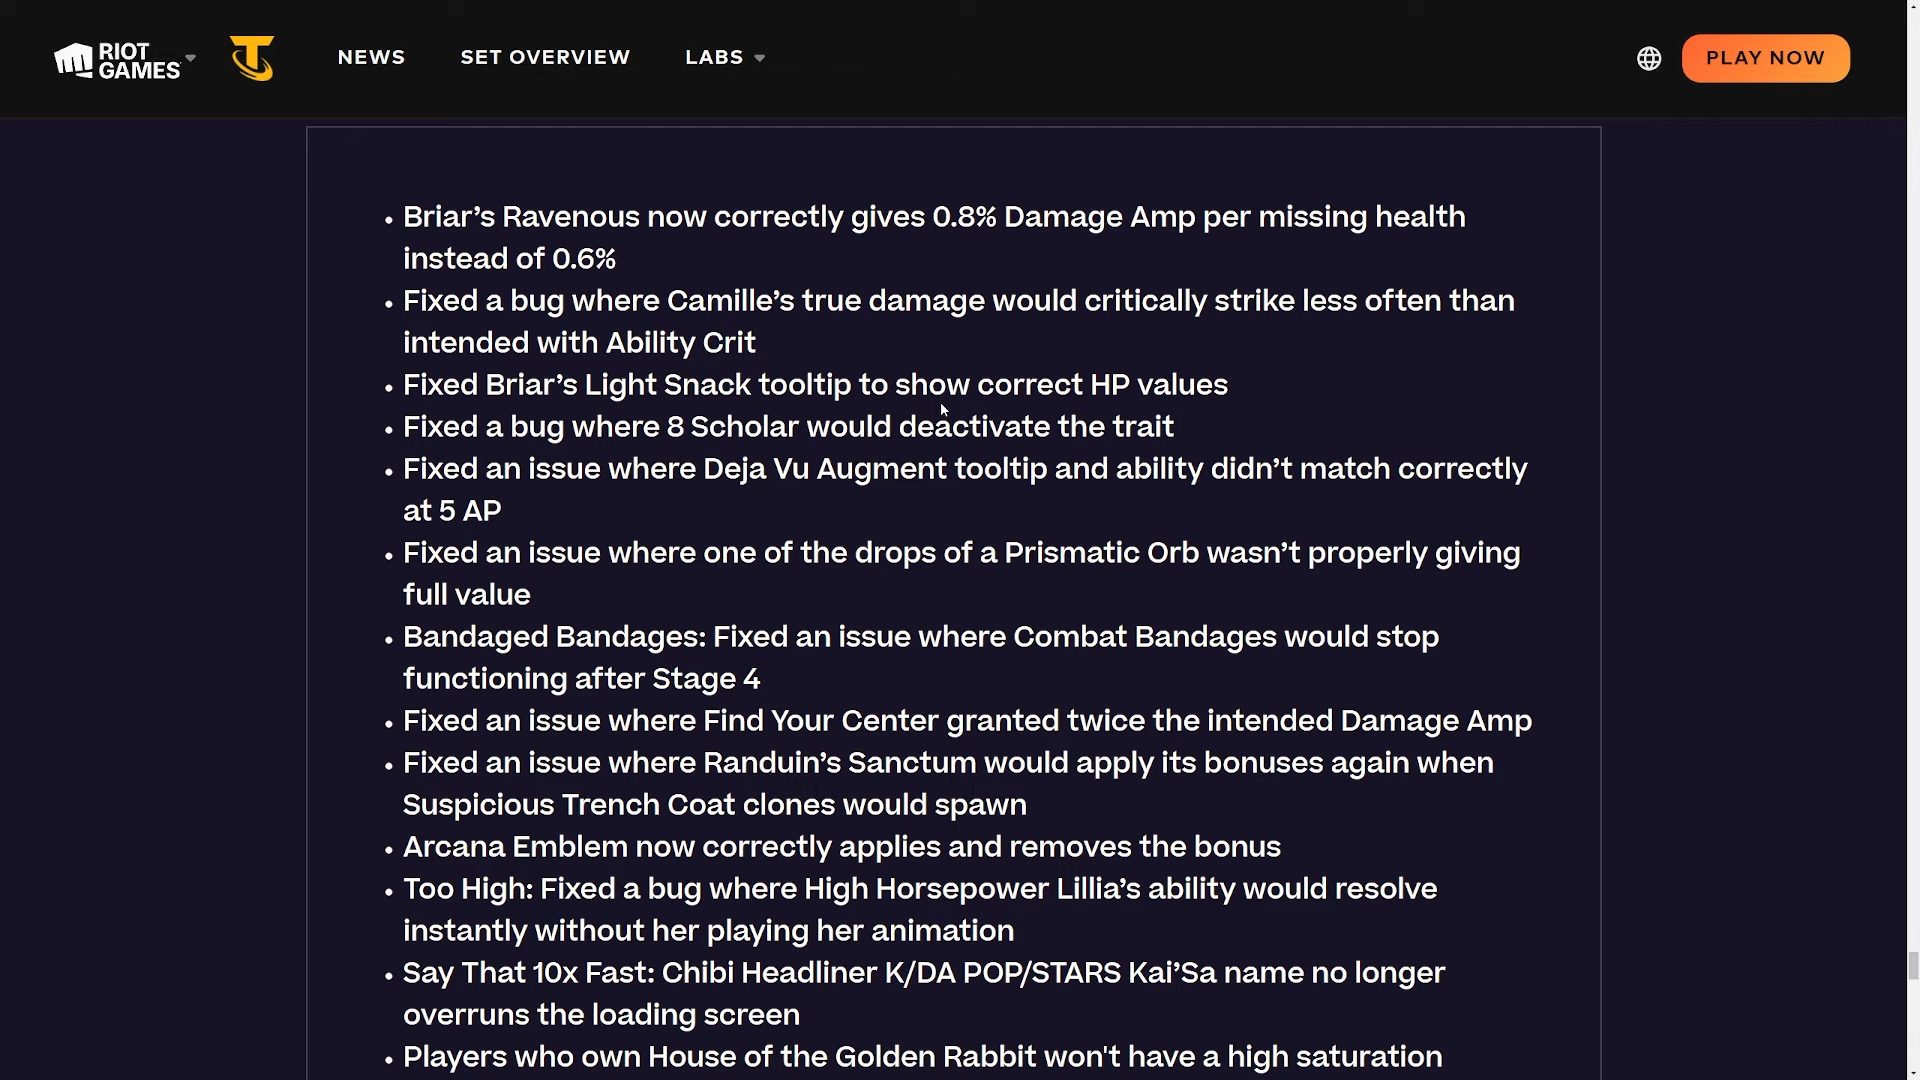 RIOT
GAMES
NEWS
SET OVERVIEW
LABS
PLAY NOW
• Briar’s Ravenous now correctly gives 0.8% Damage Amp per missing health
instead of 0.6%
• Fixed a bug where Camille’s true damage would critically strike less often than
intended with Ability Crit
• Fixed Briar’s Light Snack tooltip to show correct HP values
• Fixed a bug where 8 Scholar would deactivate the trait
• Fixed an issue where Deja Vu Augment tooltip and ability didn’t match correctly
at 5 AP
• Fixed an issue where one of the drops of a Prismatic Orb wasn’t properly giving
full value
• Bandaged Bandages: Fixed an issue where Combat Bandages would stop
functioning after Stage 4
• Fixed an issue where Find Your Center granted twice the intended Damage Amp
• Fixed an issue where Randuin’s Sanctum would apply its bonuses again when
Suspicious Trench Coat clones would spawn
• Arcana Emblem now correctly applies and removes the bonus
• Too High: Fixed a bug where High Horsepower Lillia’s ability would resolve
instantly without her playing her animation
• Say That 10x Fast: Chibi Headliner K/DA POP/STARS Kai’Sa name no longer
overruns the loading screen
• Players who own House of the Golden Rabbit won't have a high saturation